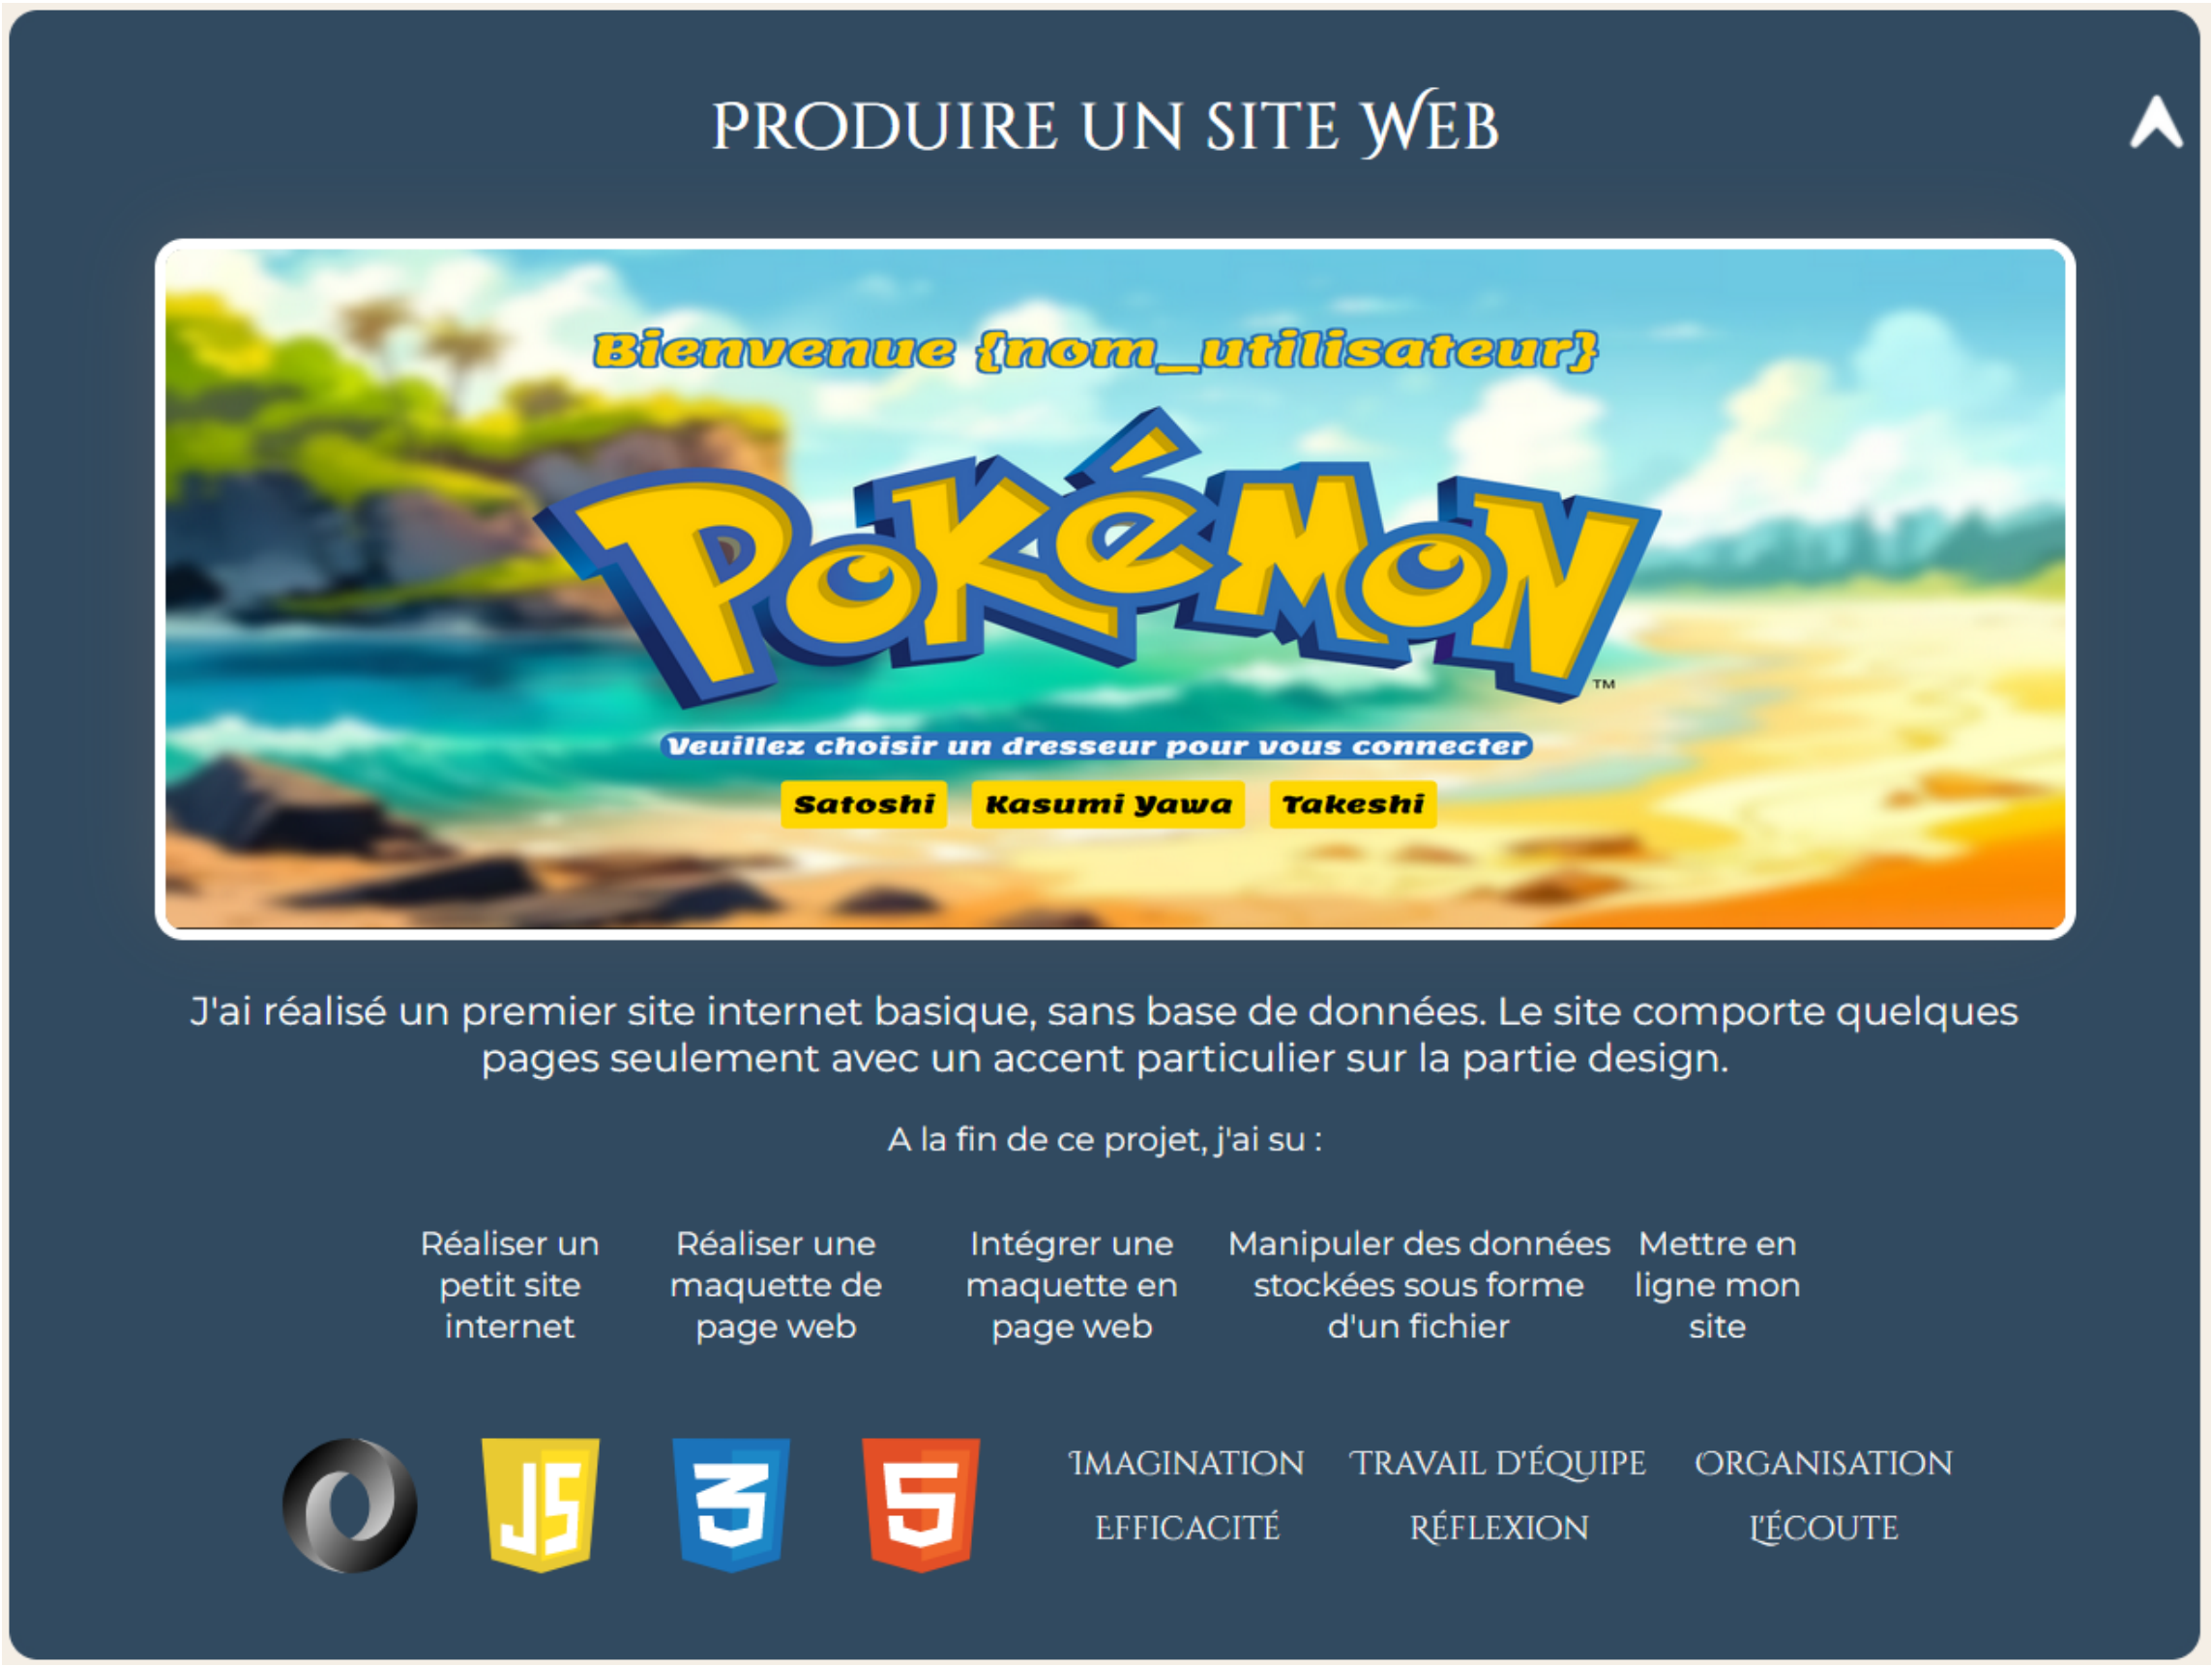 Produire un site Web
Bienvenue {nom_utilisateur}
Pokémon
TM
Veuillez choisir un dresseur pour vous connecter
Satoshi Kasumi Yawa Takeshi
J'ai réalisé un premier site internet basique, sans base de données. Le site comporte quelques
pages seulement avec un accent particulier sur la partie design.
A la fin de ce projet, j'ai su :
Réaliser un
petit site
internet
Réaliser une
maquette de
page web
Intégrer une
maquette en
page web
Manipuler des données
stockées sous forme
d'un fichier
Mettre en
ligne mon
site
JS 3 5
Imagination Travail d'équipe Organisation
Efficacité Réflexion L'écoute